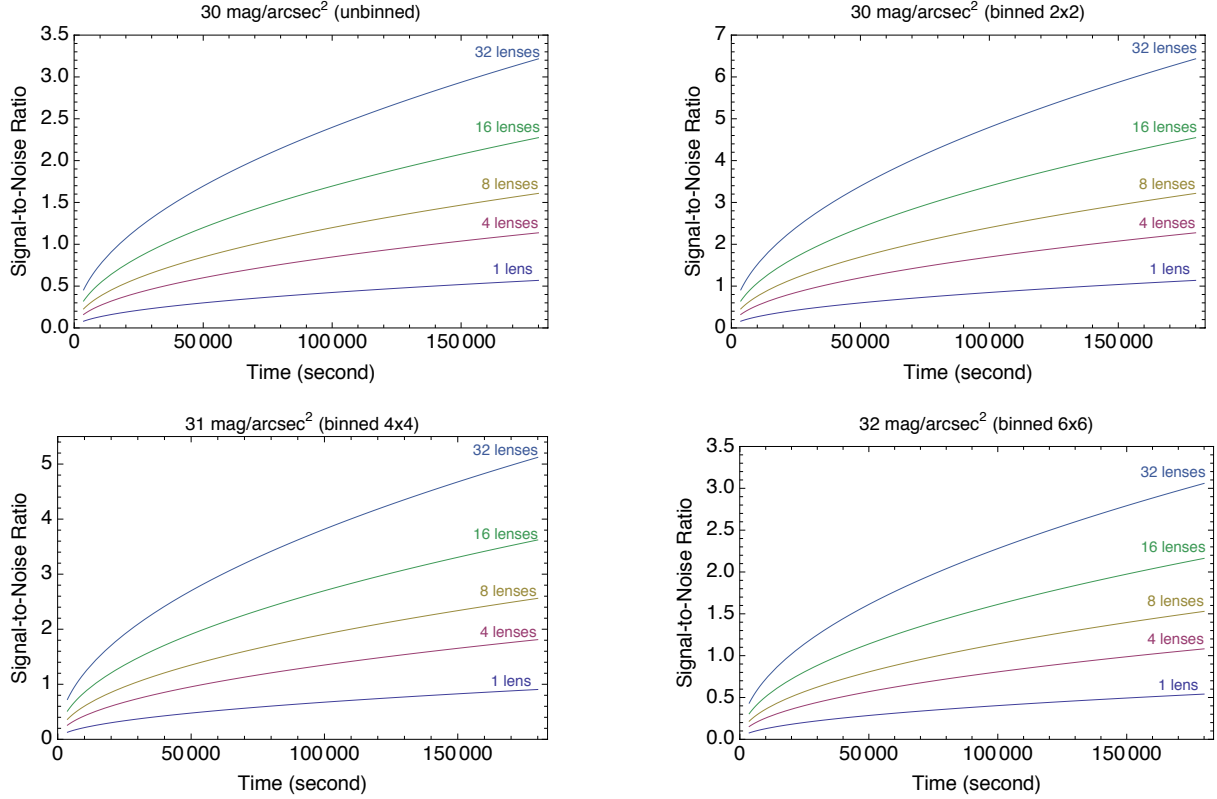 30 mag/arcsec² (unbinned)
Signal-to-Noise Ratio
3.5
3.0
2.5
2.0
1.5
1.0
0.5
0.0
32 lenses
16 lenses
8 lenses
4 lenses
1 lens
0 50 000 100 000 150 000
Time (second)
30 mag/arcsec² (binned 2x2)
Signal-to-Noise Ratio
7
6
5
4
3
2
1
0
32 lenses
16 lenses
8 lenses
4 lenses
1 lens
0 50 000 100 000 150 000
Time (second)
31 mag/arcsec² (binned 4x4)
Signal-to-Noise Ratio
5
4
3
2
1
0
32 lenses
16 lenses
8 lenses
4 lenses
1 lens
0 50 000 100 000 150 000
Time (second)
32 mag/arcsec² (binned 6x6)
Signal-to-Noise Ratio
3.5
3.0
2.5
2.0
1.5
1.0
0.5
0.0
32 lenses
16 lenses
8 lenses
4 lenses
1 lens
0 50 000 100 000 150 000
Time (second)